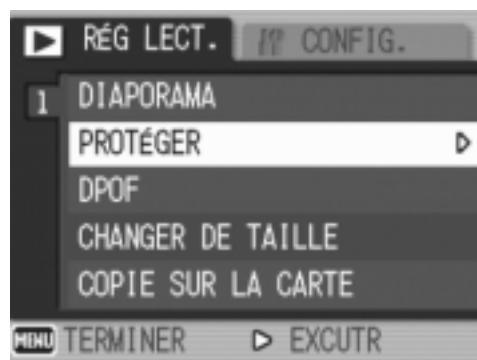 RÉG LECT. CONFIG.
1 DIAPORAMA
PROTÉGER
DPOF
CHANGER DE TAILLE
COPIE SUR LA CARTE
MENU TERMINER EXCUTR